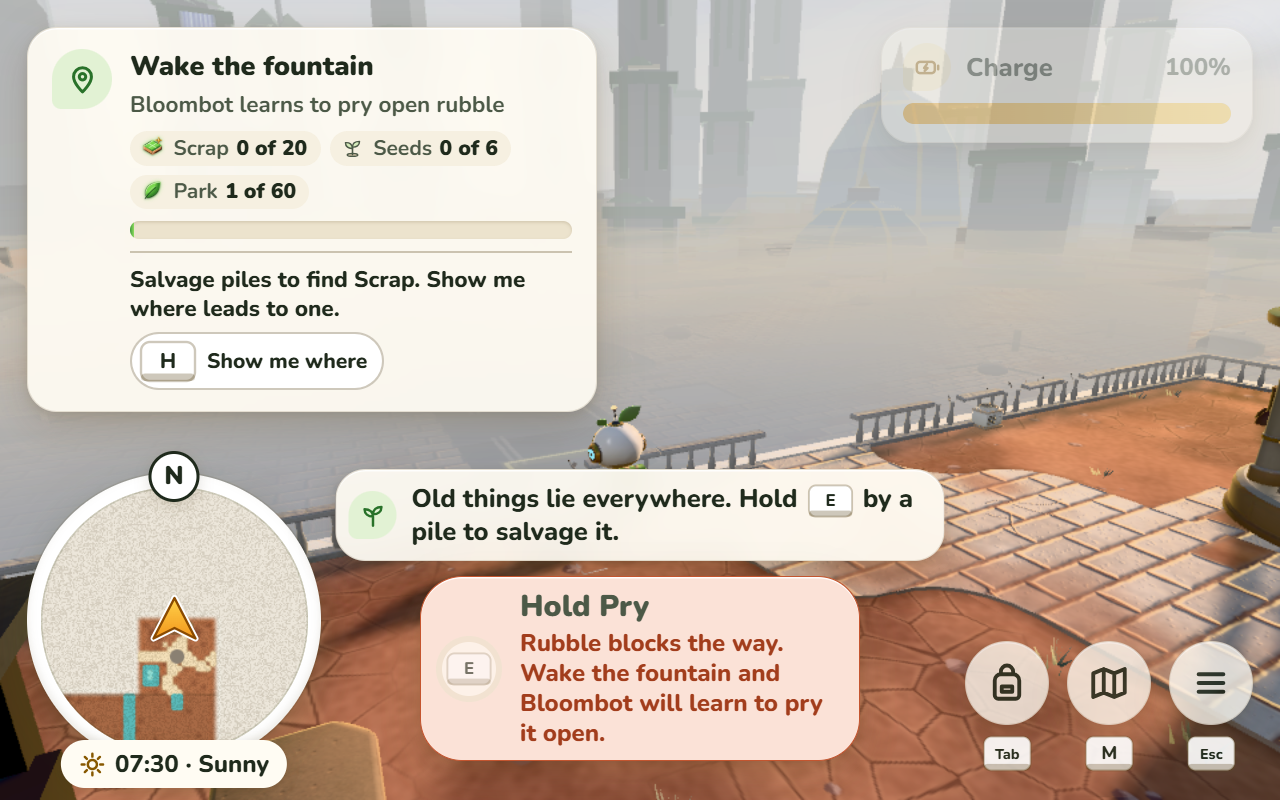 Wake the fountain
Bloombot learns to pry open rubble
Scrap 0 of 20 Seeds 0 of 6
Park 1 of 60
Salvage piles to find Scrap. Show me
where leads to one.
H Show me where
Charge 100%
N
Old things lie everywhere. Hold E by a
pile to salvage it.
Hold Pry
E
Rubble blocks the way.
Wake the fountain and
Bloombot will learn to pry
it open.
07:30 · Sunny
Tab M Esc